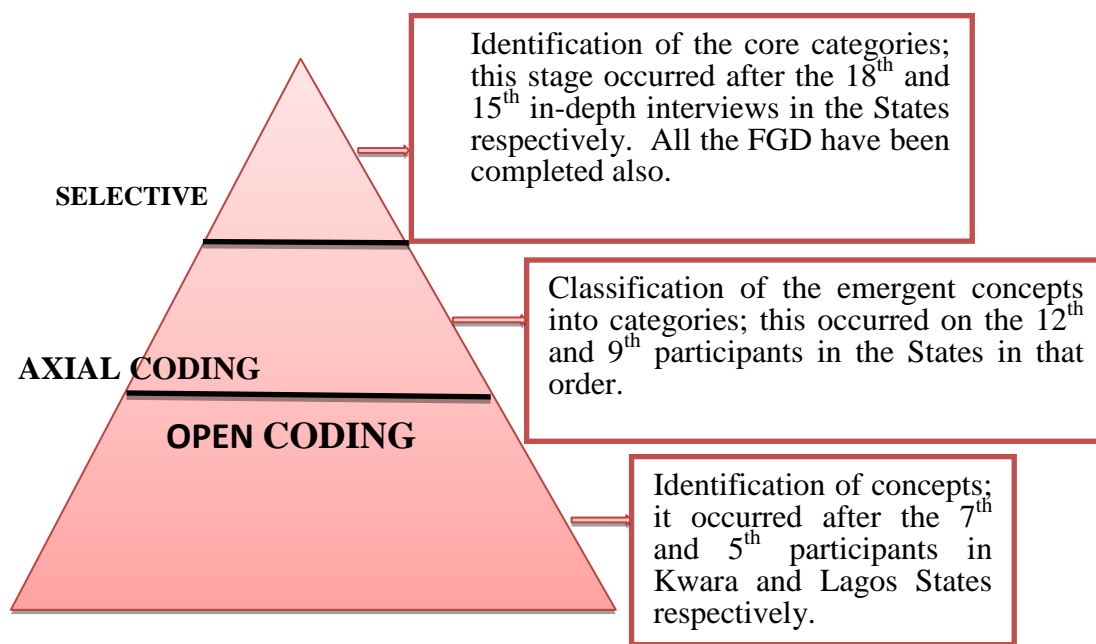 Identification of the core categories;
this stage occurred after the 18th and
15th in-depth interviews in the States
respectively. All the FGD have been
completed also.
SELECTIVE
Classification of the emergent concepts
into categories; this occurred on the 12th
and 9th participants in the States in that
order.
AXIAL CODING
OPEN CODING
Identification of concepts;
it occurred after the 7th
and 5th participants in
Kwara and Lagos States
respectively.